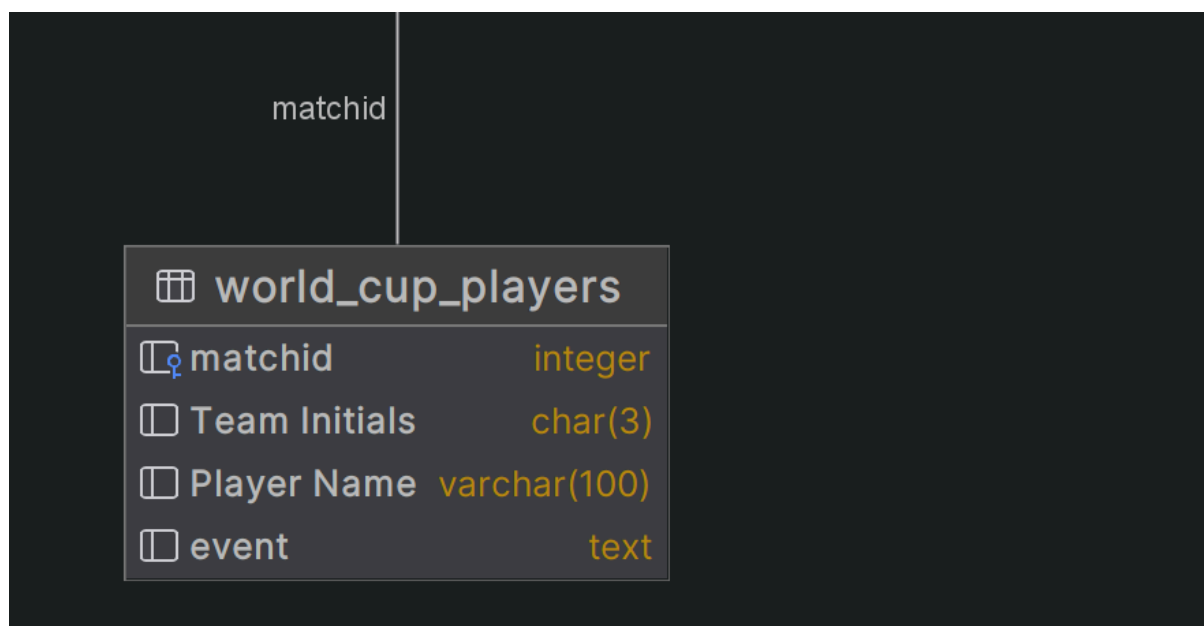 matchid
world_cup_players
matchid integer
Team Initials char(3)
Player Name varchar(100)
event text